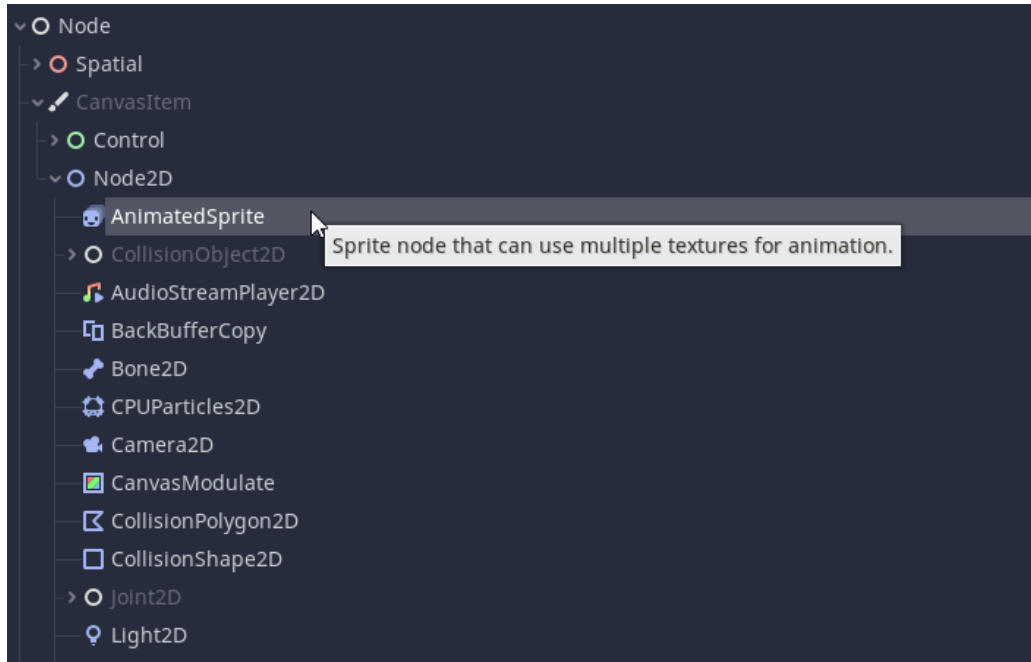 Node
Spatial
CanvasItem
Control
Node2D
AnimatedSprite
Sprite node that can use multiple textures for animation.
CollisionObject2D
AudioStreamPlayer2D
BackBufferCopy
Bone2D
CPUParticles2D
Camera2D
CanvasModulate
CollisionPolygon2D
CollisionShape2D
Joint2D
Light2D